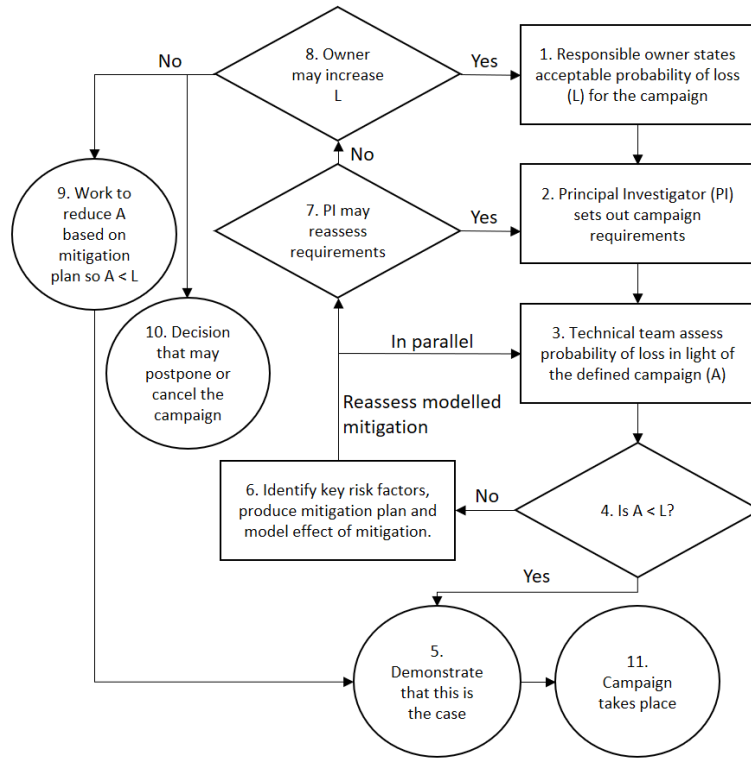 8. Owner
may increase
L
No
Yes
1. Responsible owner states
acceptable probability of loss
(L) for the campaign
No
9. Work to
reduce A
based on
mitigation
plan so A < L
7. PI may
reassess
requirements
Yes
2. Principal Investigator (PI)
sets out campaign
requirements
10. Decision
that may
postpone or
cancel the
campaign
In parallel
3. Technical team assess
probability of loss in light of
the defined campaign (A)
Reassess modelled
mitigation
6. Identify key risk factors,
produce mitigation plan and
model effect of mitigation.
No
4. Is A < L?
Yes
5.
Demonstrate
that this is
the case
11.
Campaign
takes place